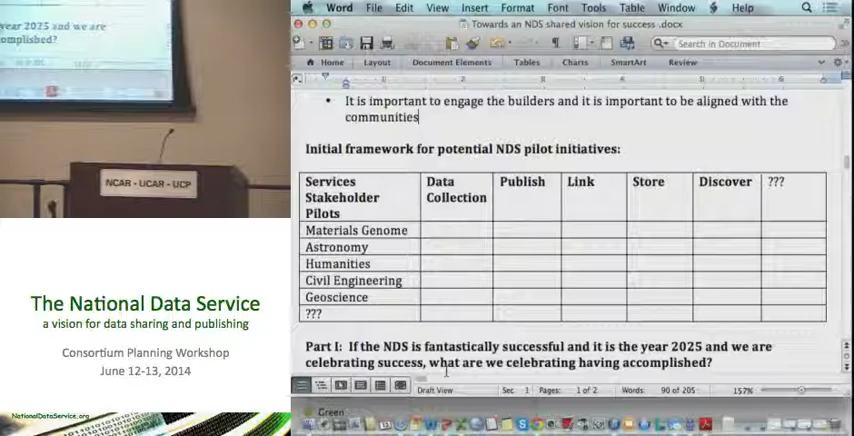 year 2025 and we are
omplished?
NCAR - UCAR - UCP
The National Data Service
a vision for data sharing and publishing
Consortium Planning Workshop
June 12-13, 2014
NationalDataService.org
Word File Edit View Insert Format Font Tools Table Window Help
Towards an NDS shared vision for success .docx
Search in Document
Home Layout Document Elements Tables Charts SmartArt Review
• It is important to engage the builders and it is important to be aligned with the
communities
Initial framework for potential NDS pilot initiatives:
Services Data Publish Link Store Discover ???
Stakeholder Collection
Pilots
Materials Genome
Astronomy
Humanities
Civil Engineering
Geoscience
???
Part I: If the NDS is fantastically successful and it is the year 2025 and we are
celebrating success, what are we celebrating having accomplished?
Draft View Sec 1 Pages: 1 of 2 Words: 90 of 205 157%
Green